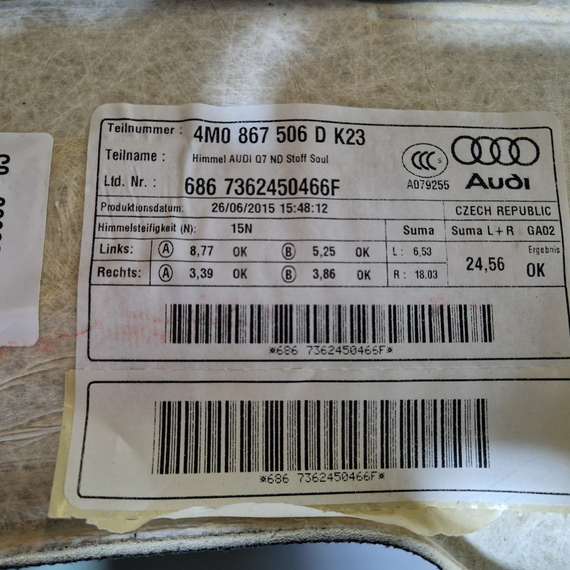 Teilnummer : 4M0 867 506 D K23
Teilname : Himmel AUDI Q7 ND Stoff Soul
Ltd. Nr. : 686 7362450466F
CCC S
A079255
Audi
Produktionsdatum: 26/06/2015 15:48:12 CZECH REPUBLIC
Himmelsteifigkeit (N): 15N Suma Suma L+R GA02
Links: A 8,77 OK B 5,25 OK L : 6,53
Rechts: A 3,39 OK B 3,86 OK R : 18.03
24,56
Ergebnis
OK
*686 7362450466F*
*686 7362450466F*